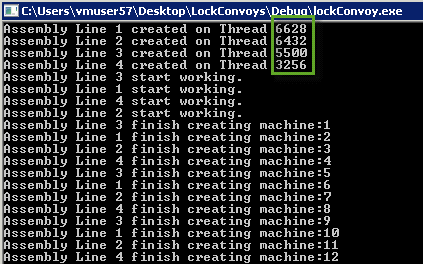 C:\Users\vmuser57\Desktop\LockConvoys\Debug\lockConvoy.exe
Assembly Line 1 created on Thread 6628
Assembly Line 2 created on Thread 6432
Assembly Line 3 created on Thread 5500
Assembly Line 4 created on Thread 3256
Assembly Line 3 start working.
Assembly Line 1 start working.
Assembly Line 4 start working.
Assembly Line 2 start working.
Assembly Line 3 finish creating machine:1
Assembly Line 1 finish creating machine:2
Assembly Line 2 finish creating machine:3
Assembly Line 4 finish creating machine:4
Assembly Line 3 finish creating machine:5
Assembly Line 1 finish creating machine:6
Assembly Line 2 finish creating machine:7
Assembly Line 4 finish creating machine:8
Assembly Line 3 finish creating machine:9
Assembly Line 1 finish creating machine:10
Assembly Line 2 finish creating machine:11
Assembly Line 4 finish creating machine:12